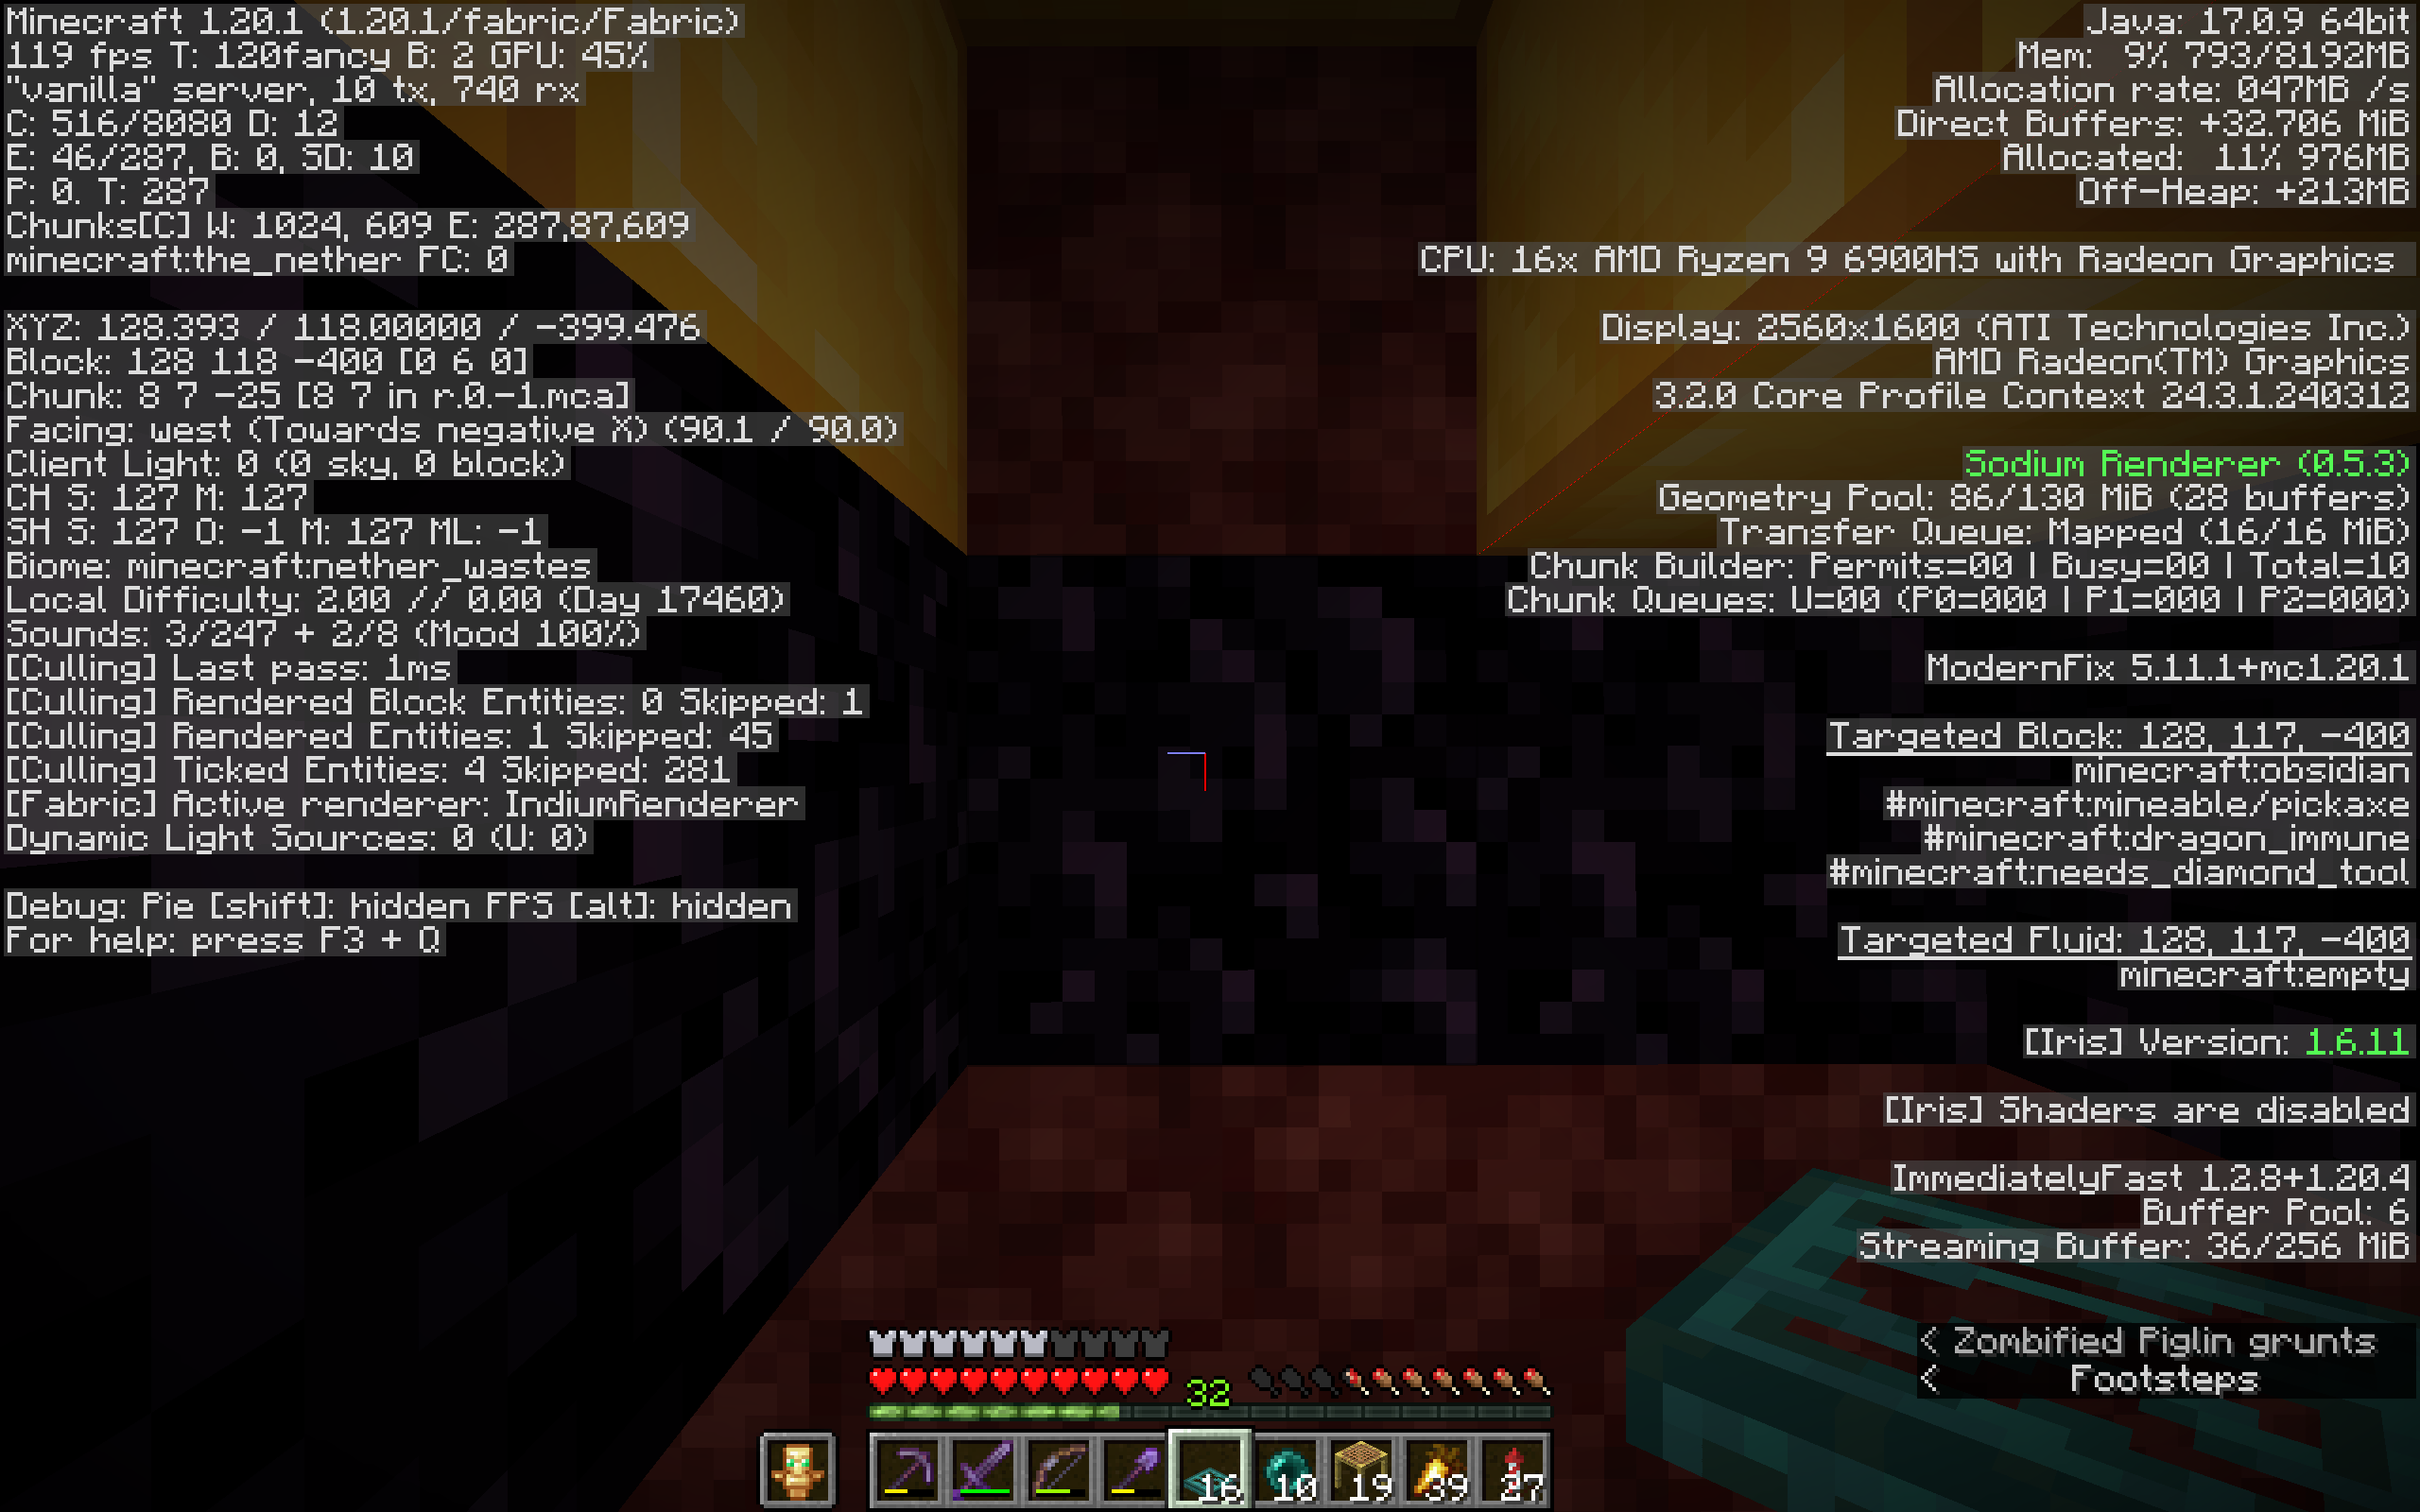 Minecraft 1.20.1 (1.20.1/fabric/Fabric)
119 fps T: 120fancy B: 2 GPU: 45%
"vanilla" server, 10 tx, 740 rx
C: 516/8080 D: 12
E: 46/287, B: 0, SD: 10
P: 0. T: 287
Chunks[C] W: 1024, 609 E: 287,87,609
minecraft:the_nether FC: 0
XYZ: 128.393 / 118.00000 / -399.476
Block: 128 118 -400 [0 6 0]
Chunk: 8 7 -25 [8 7 in r.0.-1.mca]
Facing: west (Towards negative X) (90.1 / 90.0)
Client Light: 0 (0 sky, 0 block)
CH S: 127 M: 127
SH S: 127 O: -1 M: 127 ML: -1
Biome: minecraft:nether_wastes
Local Difficulty: 2.00 // 0.00 (Day 17460)
Sounds: 3/247 + 2/8 (Mood 100%)
[Culling] Last pass: 1ms
[Culling] Rendered Block Entities: 0 Skipped: 1
[Culling] Rendered Entities: 1 Skipped: 45
[Culling] Ticked Entities: 4 Skipped: 281
[Fabric] Active renderer: IndiumRenderer
Dynamic Light Sources: 0 (U: 0)
Debug: Pie [shift]: hidden FPS [alt]: hidden
For help: press F3 + Q
Java: 17.0.9 64bit
Mem: 9% 793/8192MB
Allocation rate: 047MB /s
Direct Buffers: +32.706 MiB
Allocated: 11% 976MB
Off-Heap: +213MB
CPU: 16x AMD Ryzen 9 6900HS with Radeon Graphics
Display: 2560x1600 (ATI Technologies Inc.)
AMD Radeon(TM) Graphics
3.2.0 Core Profile Context 24.3.1.240312
Sodium Renderer (0.5.3)
Geometry Pool: 86/130 MiB (28 buffers)
Transfer Queue: Mapped (16/16 MiB)
Chunk Builder: Permits=00 | Busy=00 | Total=10
Chunk Queues: U=00 (P0=000 | P1=000 | P2=000)
ModernFix 5.11.1+mc1.20.1
Targeted Block: 128, 117, -400
minecraft:obsidian
#minecraft:mineable/pickaxe
#minecraft:dragon_immune
#minecraft:needs_diamond_tool
Targeted Fluid: 128, 117, -400
minecraft:empty
[Iris] Version: 1.6.11
[Iris] Shaders are disabled
ImmediatelyFast 1.2.8+1.20.4
Buffer Pool: 6
Streaming Buffer: 36/256 MiB
< Zombified Piglin grunts
< Footsteps
32
16 10 19 39 27